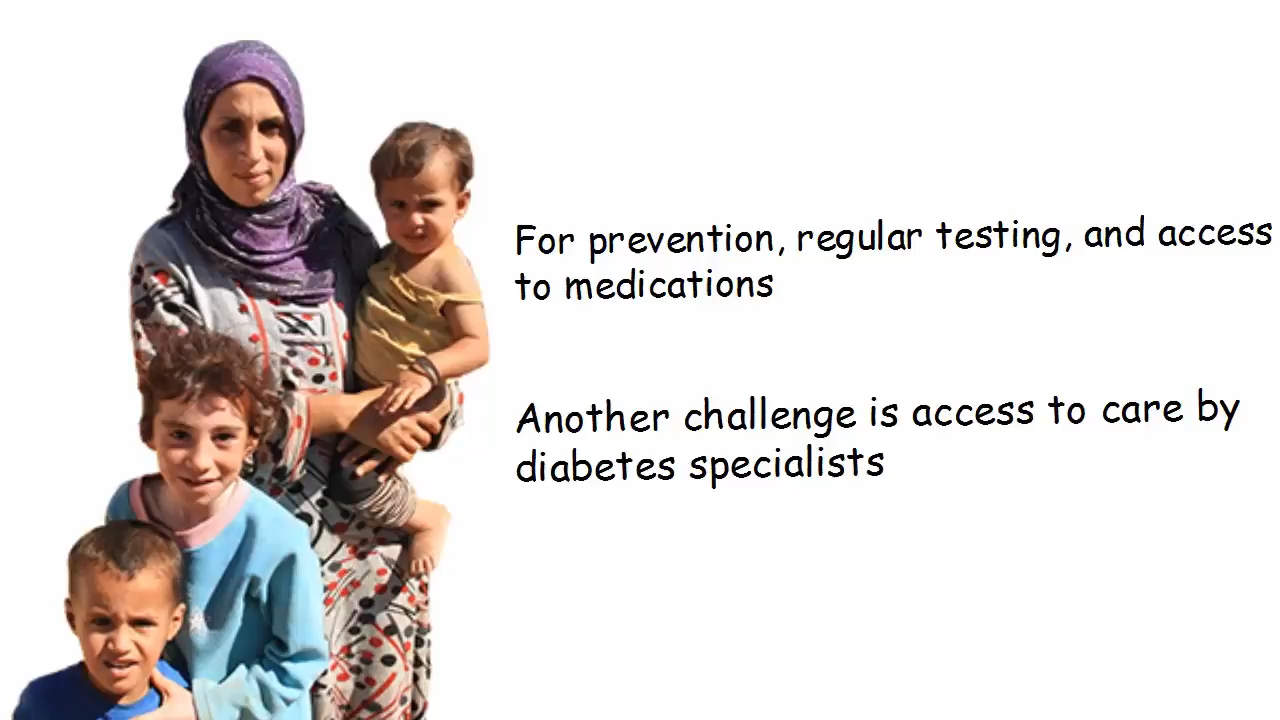 For prevention, regular testing, and access
to medications
Another challenge is access to care by
diabetes specialists